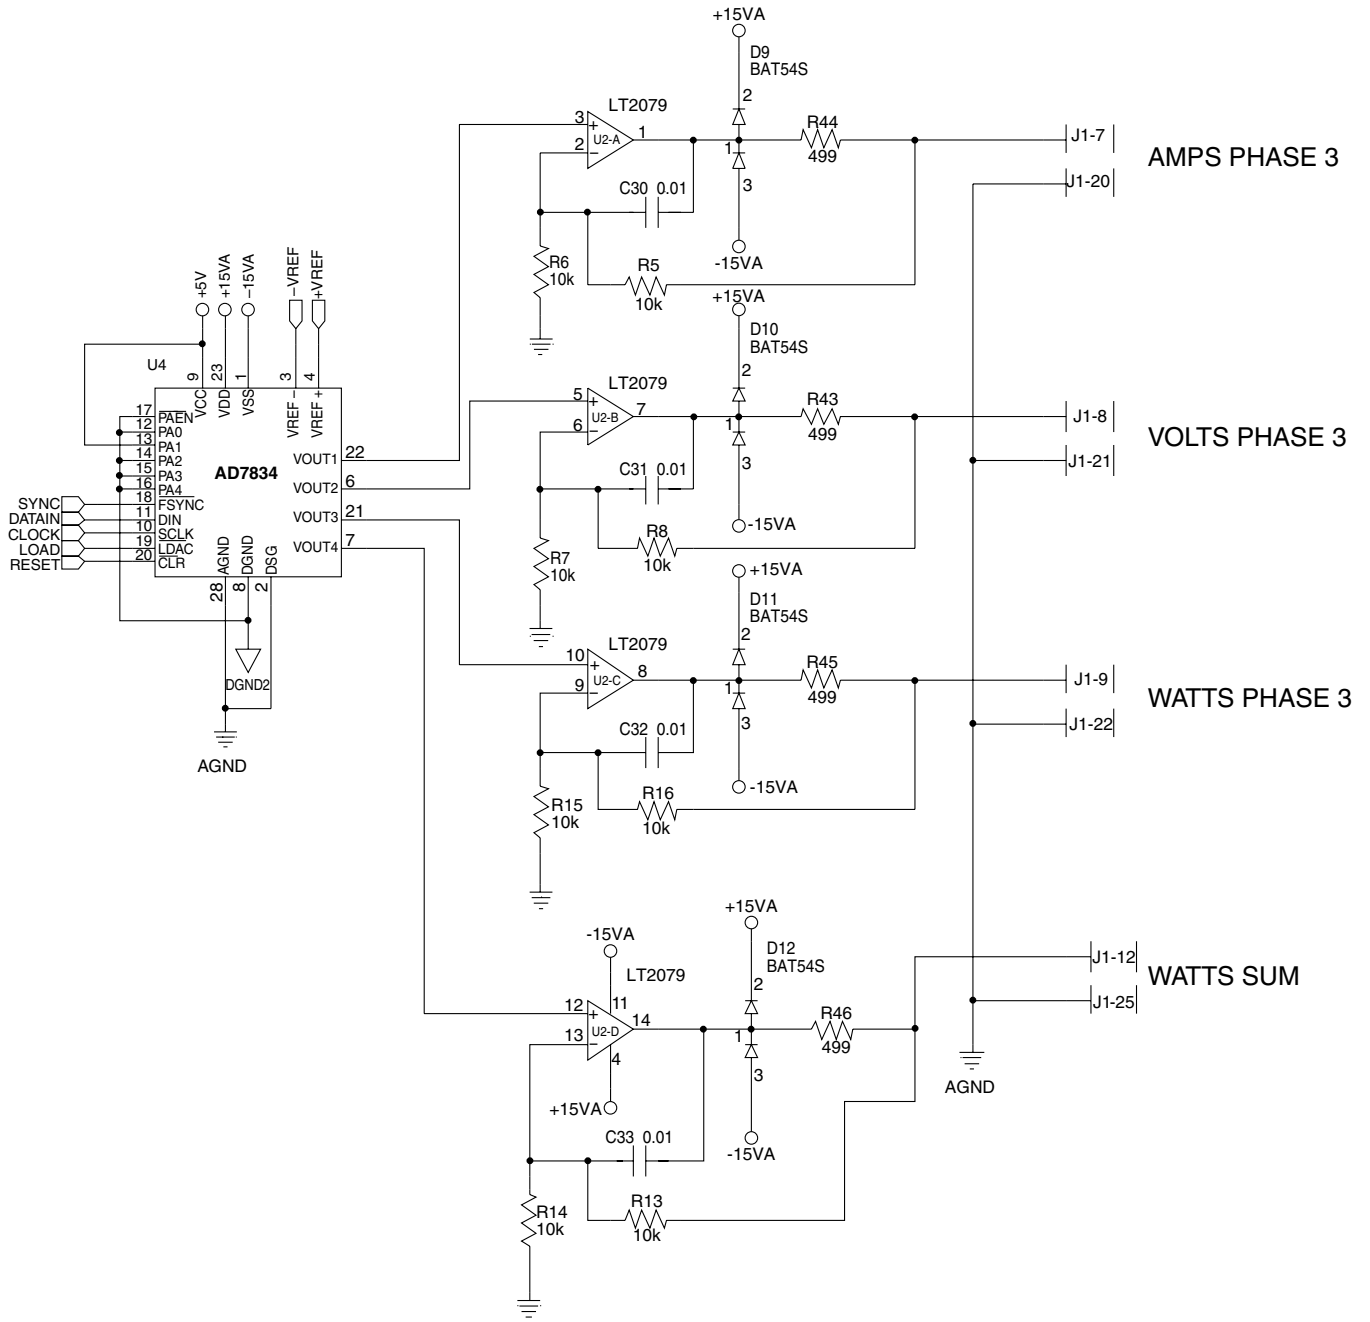 +15VA
D9
BAT54S
2
LT2079
3
+
U2-A
1
2
−
1
3
R44
499
J1-7
AMPS PHASE 3
J1-20
C30 0.01
-15VA
R6
10k
R5
10k
+5V
+15VA
−15VA
−VREF
+VREF
U4
9
23
1
3
4
VCC
VDD
VSS
VREF -
VREF +
17
PAEN
12
PA0
13
PA1
14
PA2
15
PA3
16
PA4
SYNC
18
FSYNC
DATAIN
11
DIN
CLOCK
10
SCLK
LOAD
19
LDAC
RESET
20
CLR
AD7834
VOUT1
22
VOUT2
6
VOUT3
21
VOUT4
7
AGND
DGND
DSG
28
8
2
DGND2
AGND
+15VA
D10
BAT54S
2
LT2079
5
+
U2-B
7
6
−
1
3
R43
499
J1-8
VOLTS PHASE 3
J1-21
C31 0.01
-15VA
R7
10k
R8
10k
+15VA
D11
BAT54S
2
LT2079
10
+
U2-C
8
9
−
1
3
R45
499
J1-9
WATTS PHASE 3
J1-22
C32 0.01
-15VA
R15
10k
R16
10k
+15VA
D12
BAT54S
2
-15VA
LT2079
11
12
+
U2-D
14
13
−
4
+15VA
1
3
R46
499
J1-12
WATTS SUM
J1-25
AGND
C33 0.01
-15VA
R14
10k
R13
10k